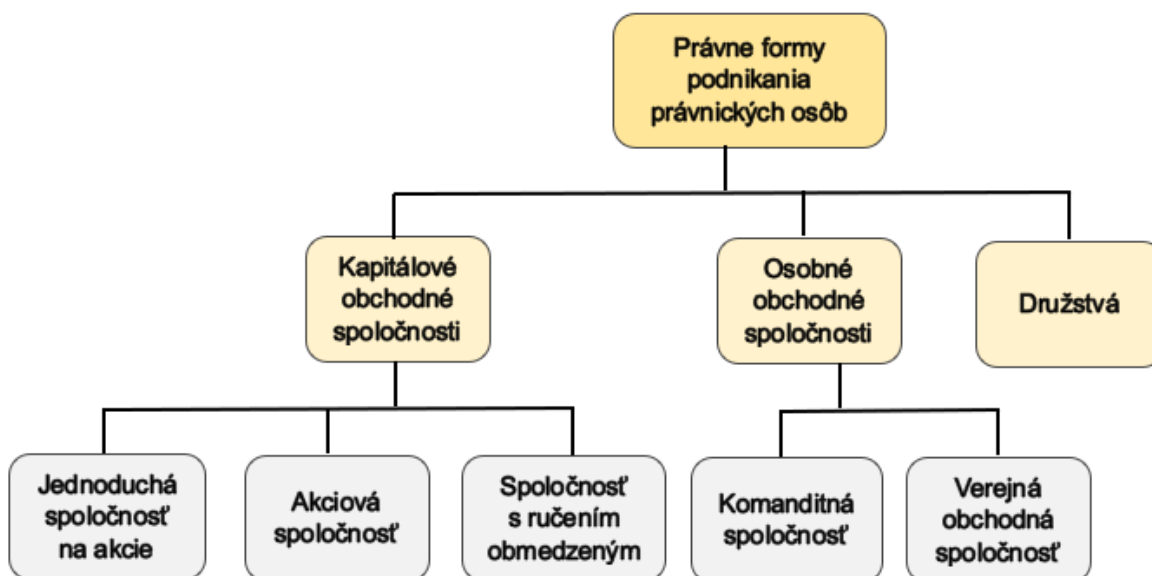 Právne formy
podnikania
právnických osôb
Kapitálové
obchodné
spoločnosti
Osobné
obchodné
spoločnosti
Družstvá
Jednoduchá
spoločnosť
na akcie
Akciová
spoločnosť
Spoločnosť
s ručením
obmedzeným
Komanditná
spoločnosť
Verejná
obchodná
spoločnosť